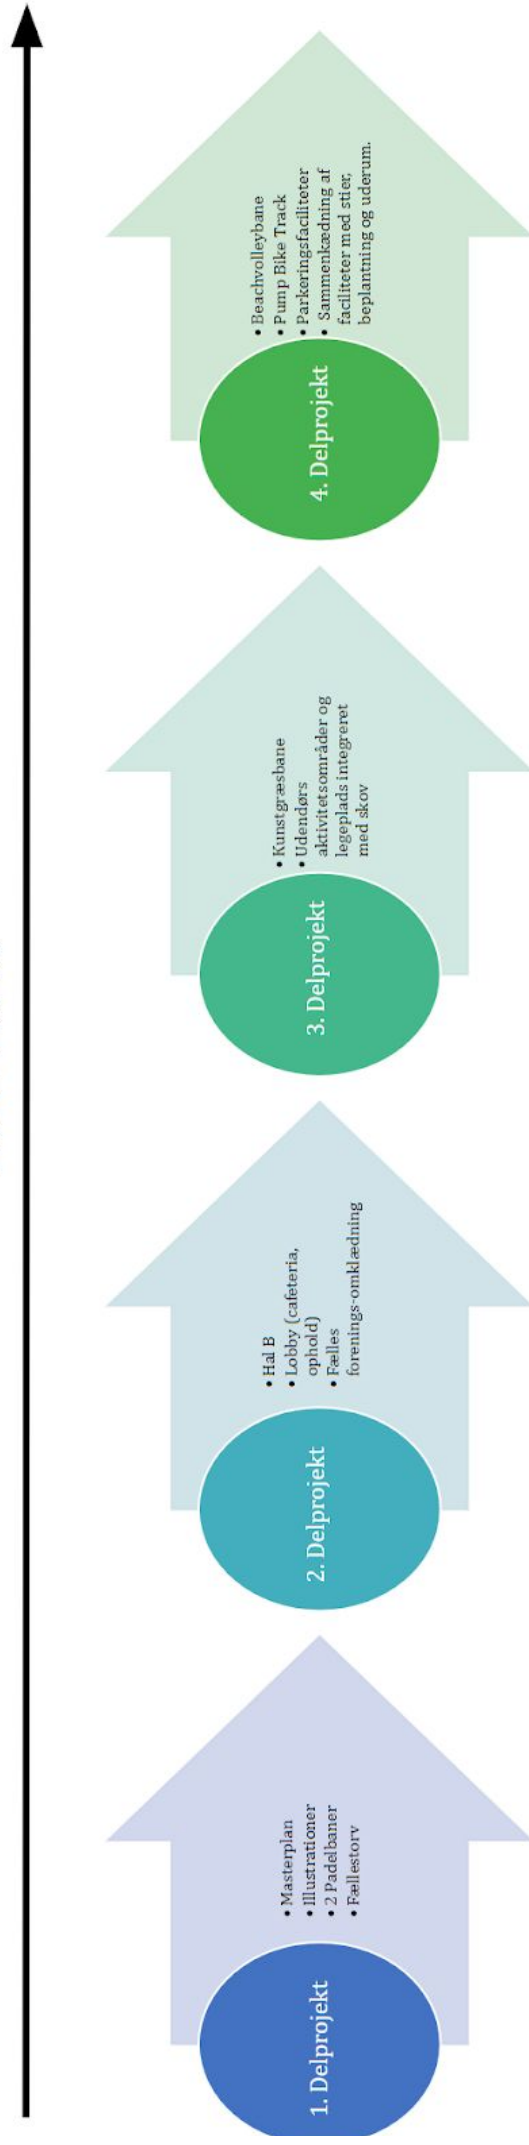 1. Delprojekt
• Masterplan
• Illustrationer
• 2 Padelbaner
• Fællestorv
2. Delprojekt
• Hal B
• Lobby (cafeteria,
ophold)
• Fælles
forenings-omklædning
3. Delprojekt
• Kunstgræsbane
• Udendørs
aktivitetsområder og
legeplads integreret
med skov
4. Delprojekt
• Beachvolleybane
• Pump Bike Track
• Parkeringsfaciliteter
• Sammenkædning af
faciliteter med stier,
beplantning og uderum.